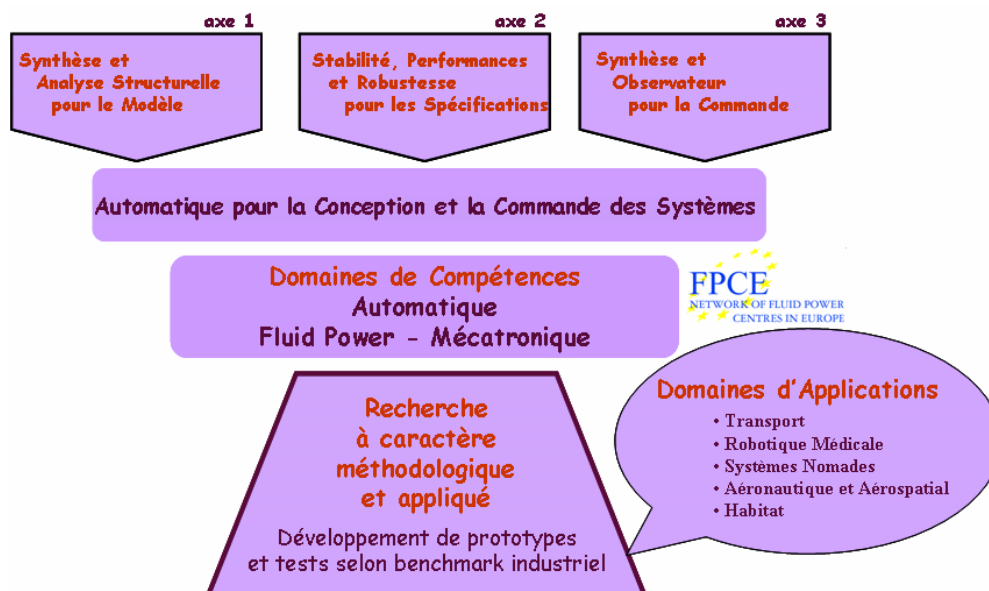 axe 1
Synthèse et
Analyse Structurelle
pour le Modèle
axe 2
Stabilité, Performances
et Robustesse
pour les Spécifications
axe 3
Synthèse et
Observateur
pour la Commande
Automatique pour la Conception et la Commande des Systèmes
Domaines de Compétences
Automatique
Fluid Power - Mécatronique
FPCE
NETWORK OF FLUID POWER
CENTRES IN EUROPE
Recherche
à caractère
méthodologique
et appliqué
Développement de prototypes
et tests selon benchmark industriel
Domaines d'Applications
• Transport
• Robotique Médicale
• Systèmes Nomades
• Aéronautique et Aérospatial
• Habitat